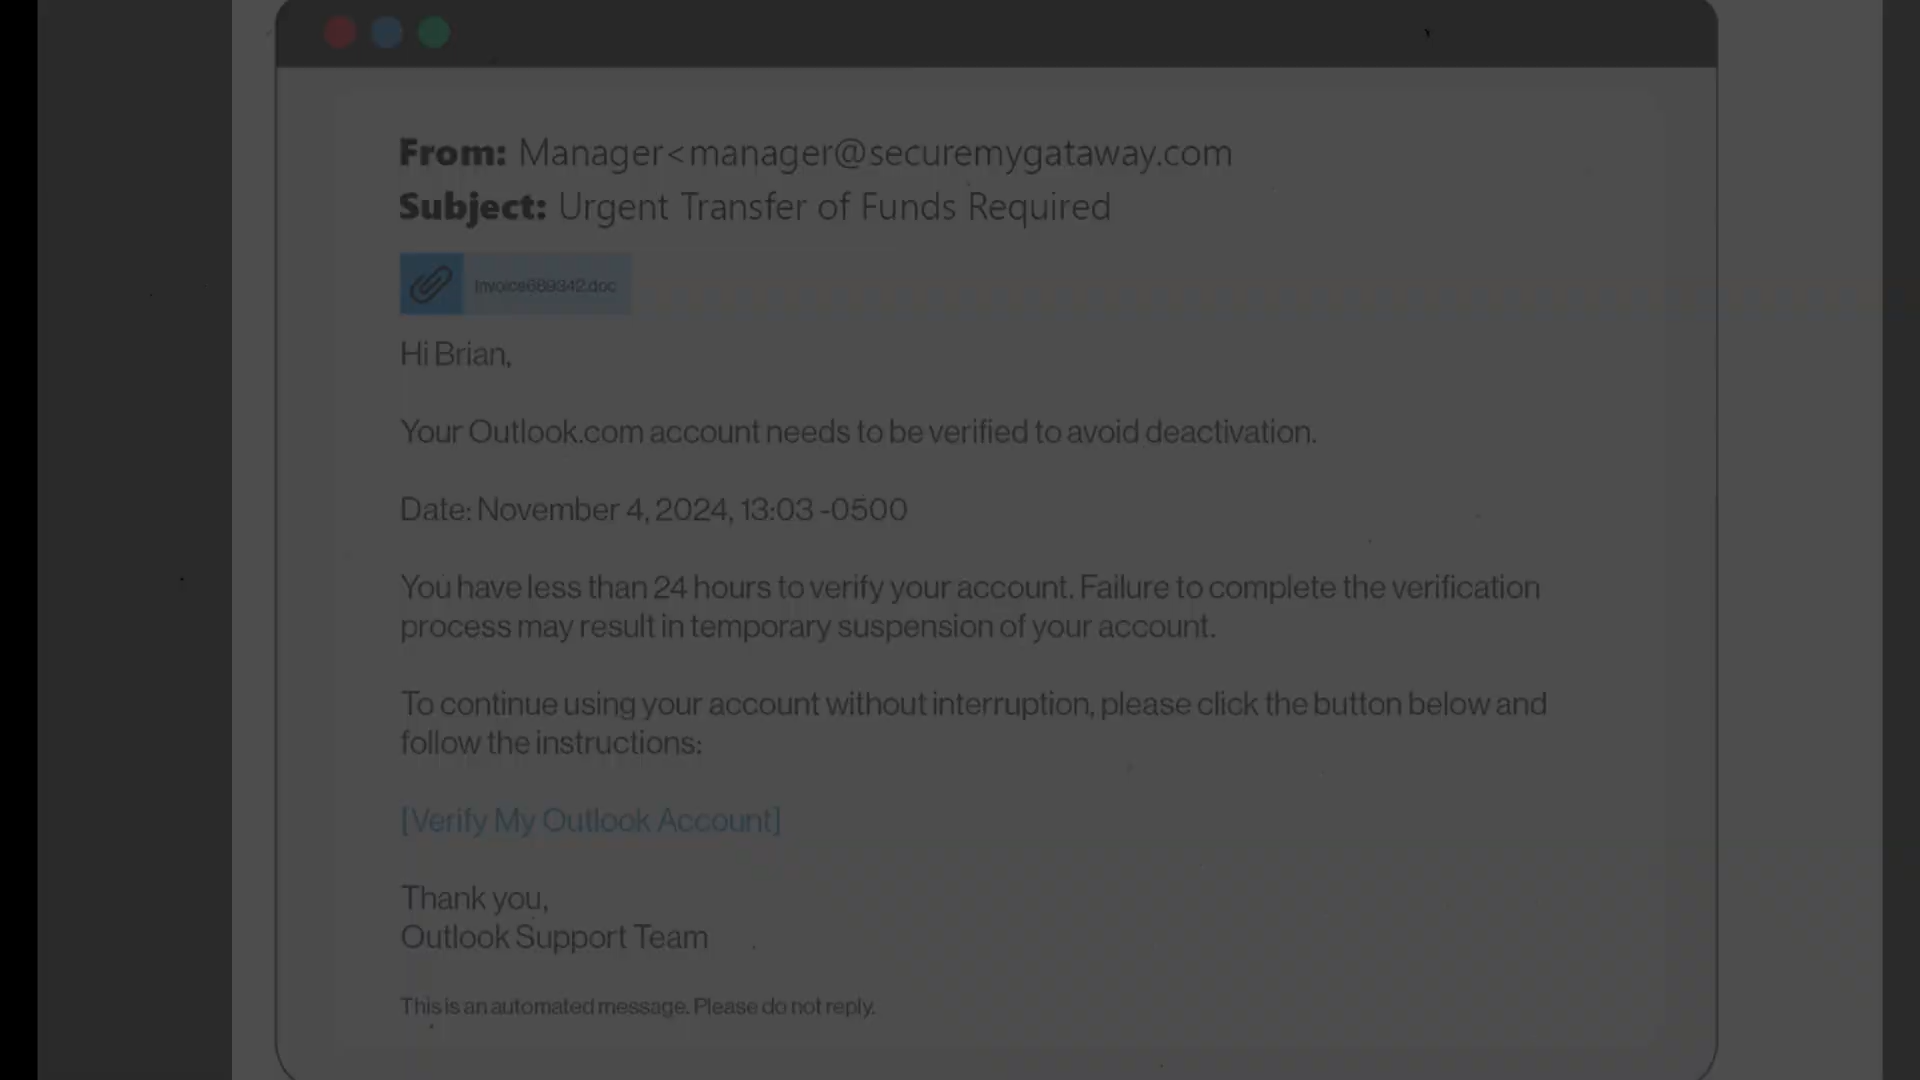 From: Manager<manager@securemygataway.com
Subject: Urgent Transfer of Funds Required
Invoice689342.doc
Hi Brian,
Your Outlook.com account needs to be verified to avoid deactivation.
Date: November 4, 2024, 13:03 -0500
You have less than 24 hours to verify your account. Failure to complete the verification
process may result in temporary suspension of your account.
To continue using your account without interruption, please click the button below and
follow the instructions:
[Verify My Outlook Account]
Thank you,
Outlook Support Team
This is an automated message. Please do not reply.